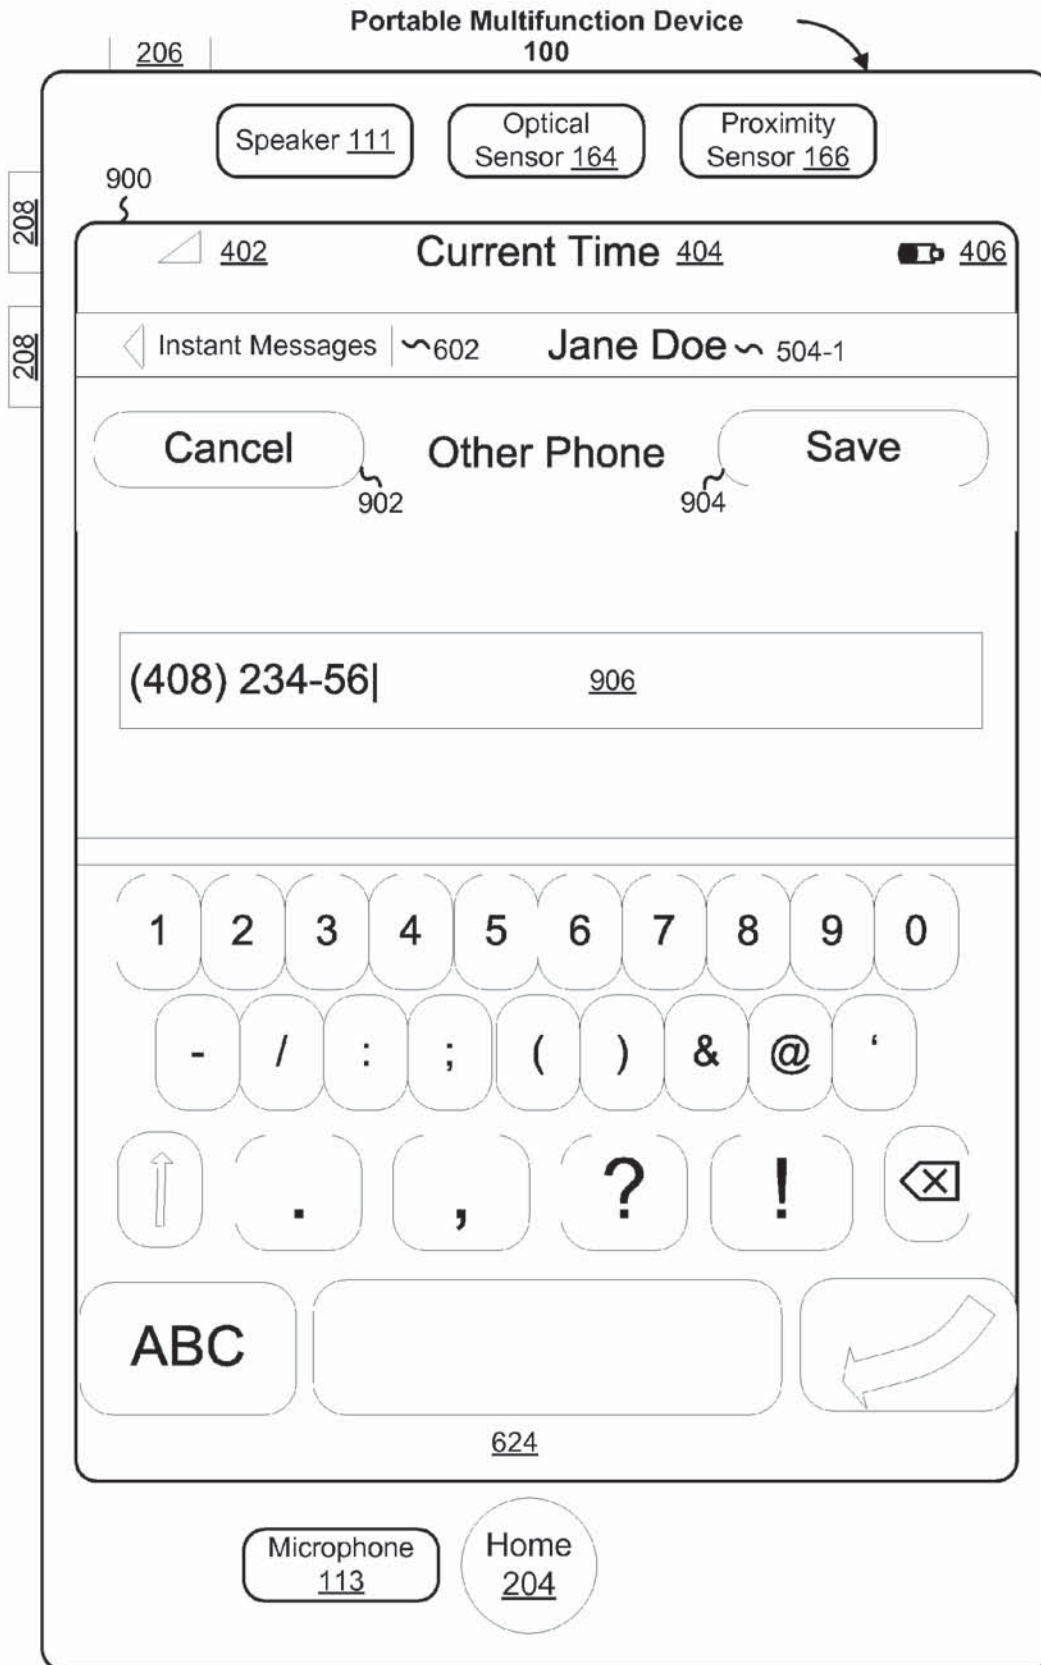 Portable Multifunction Device
100
206
Speaker 111
Optical
Sensor 164
Proximity
Sensor 166
900
208
402 Current Time 404 406
208
Instant Messages 602 Jane Doe 504-1
Cancel Other Phone Save
902 904
(408) 234-56| 906
1 2 3 4 5 6 7 8 9 0
- / : ; ( ) & @ ‘
. , ? !
ABC
624
Microphone
113
Home
204